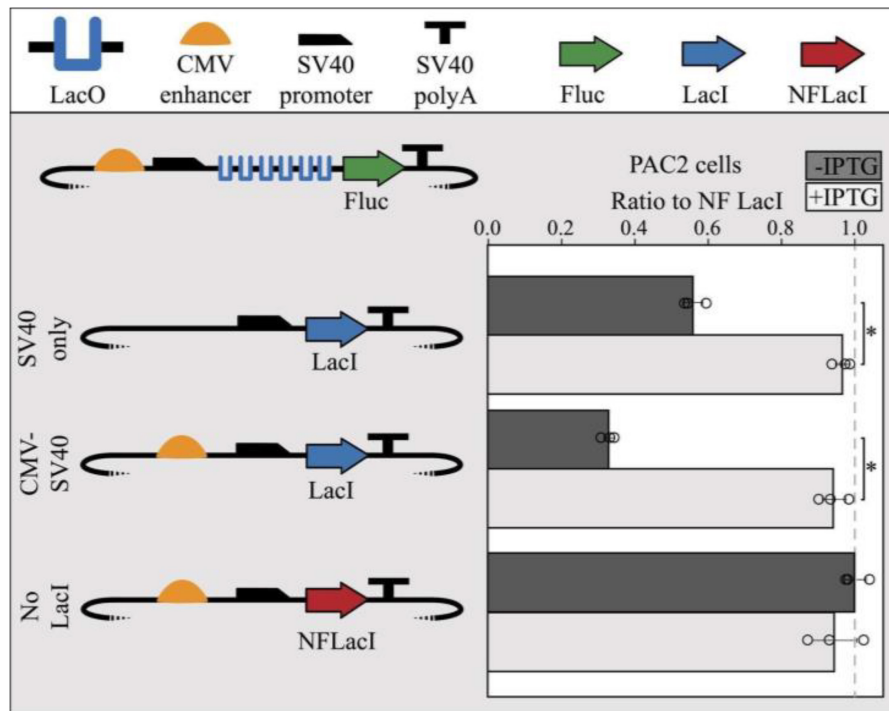 LacO
CMV
enhancer
SV40
promoter
SV40
polyA
Fluc
LacI
NFLacI
Fluc
PAC2 cells
-IPTG
Ratio to NF LacI
+IPTG
0.0 0.2 0.4 0.6 0.8 1.0
SV40
only
LacI
*
CMV-
SV40
LacI
*
No
LacI
NFLacI